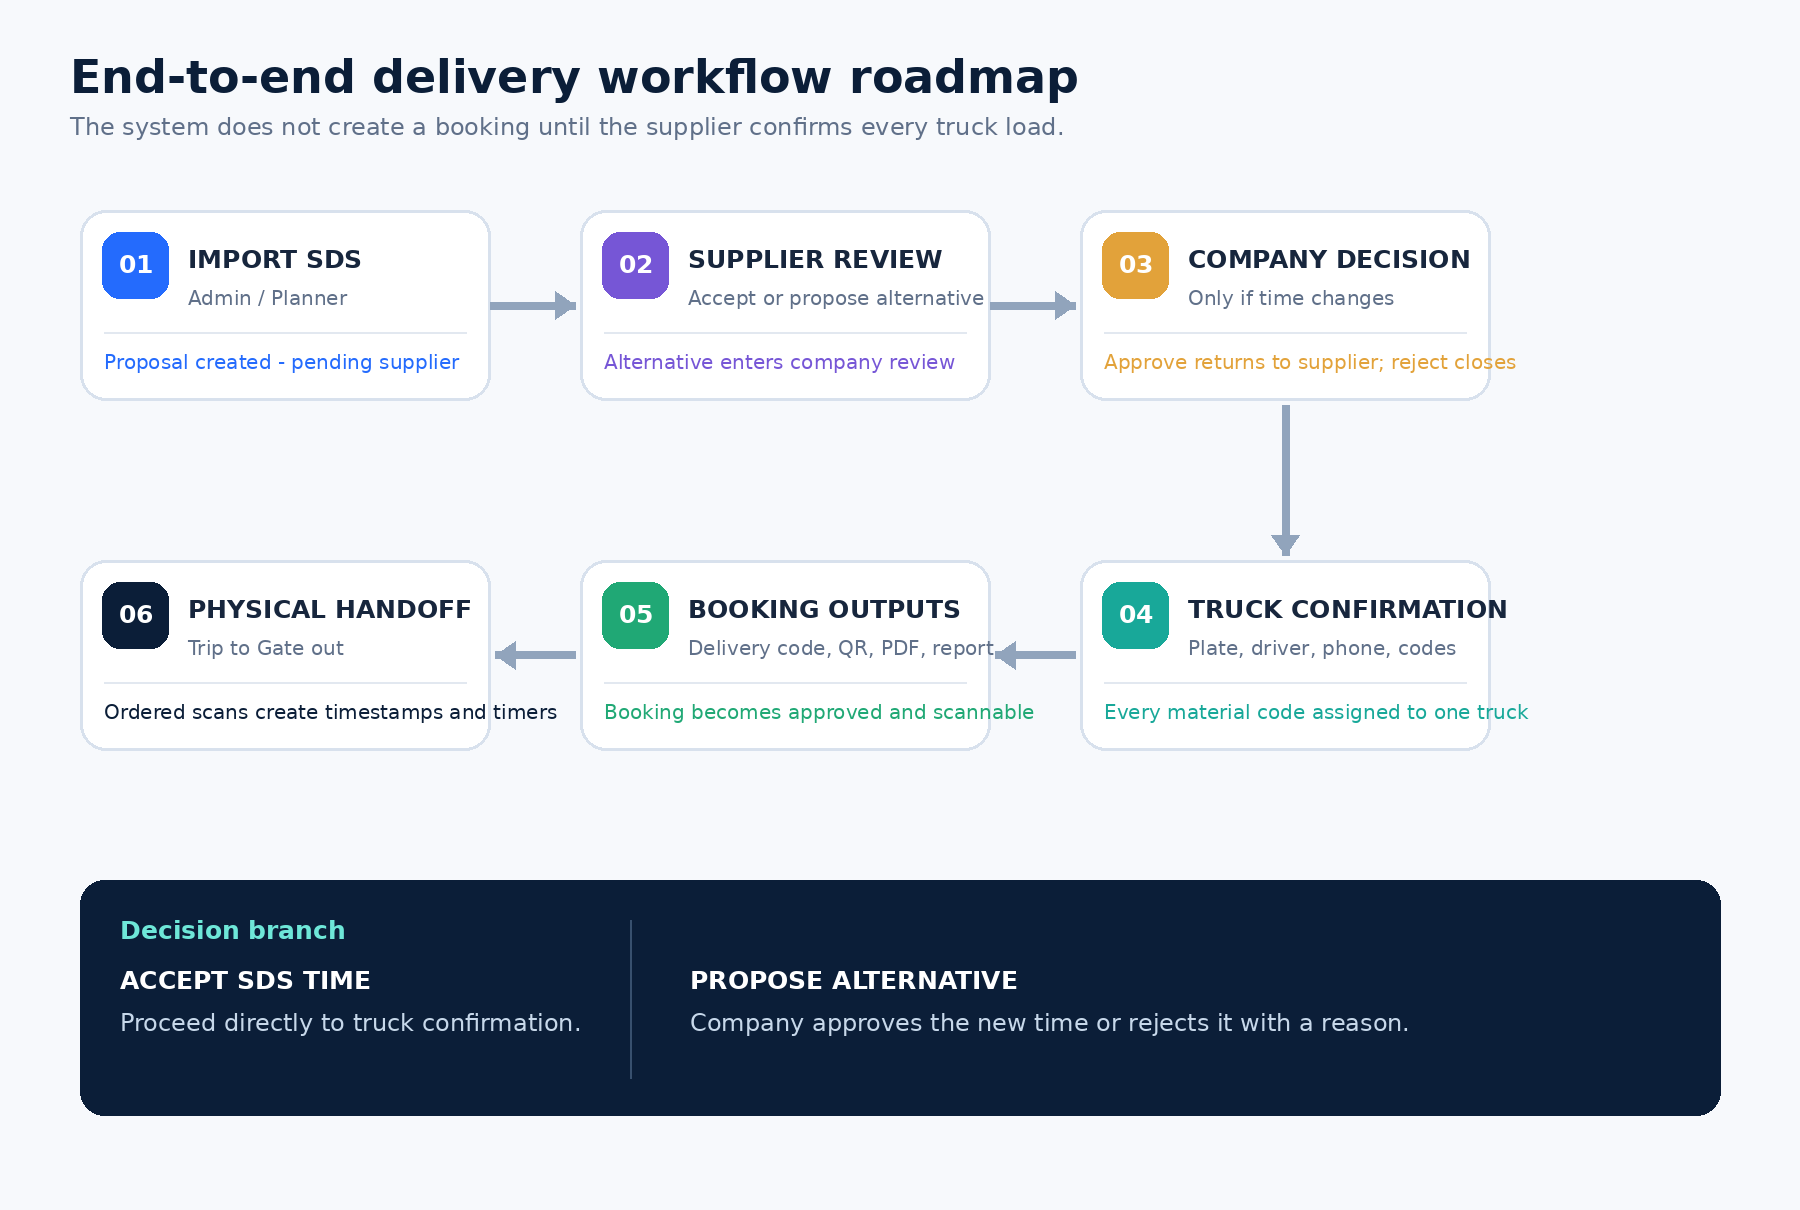 End-to-end delivery workflow roadmap
The system does not create a booking until the supplier confirms every truck load.
01
IMPORT SDS
Admin / Planner
Proposal created - pending supplier
02
SUPPLIER REVIEW
Accept or propose alternative
Alternative enters company review
03
COMPANY DECISION
Only if time changes
Approve returns to supplier; reject closes
04
TRUCK CONFIRMATION
Plate, driver, phone, codes
Every material code assigned to one truck
05
BOOKING OUTPUTS
Delivery code, QR, PDF, report
Booking becomes approved and scannable
06
PHYSICAL HANDOFF
Trip to Gate out
Ordered scans create timestamps and timers
Decision branch
ACCEPT SDS TIME
Proceed directly to truck confirmation.
PROPOSE ALTERNATIVE
Company approves the new time or rejects it with a reason.